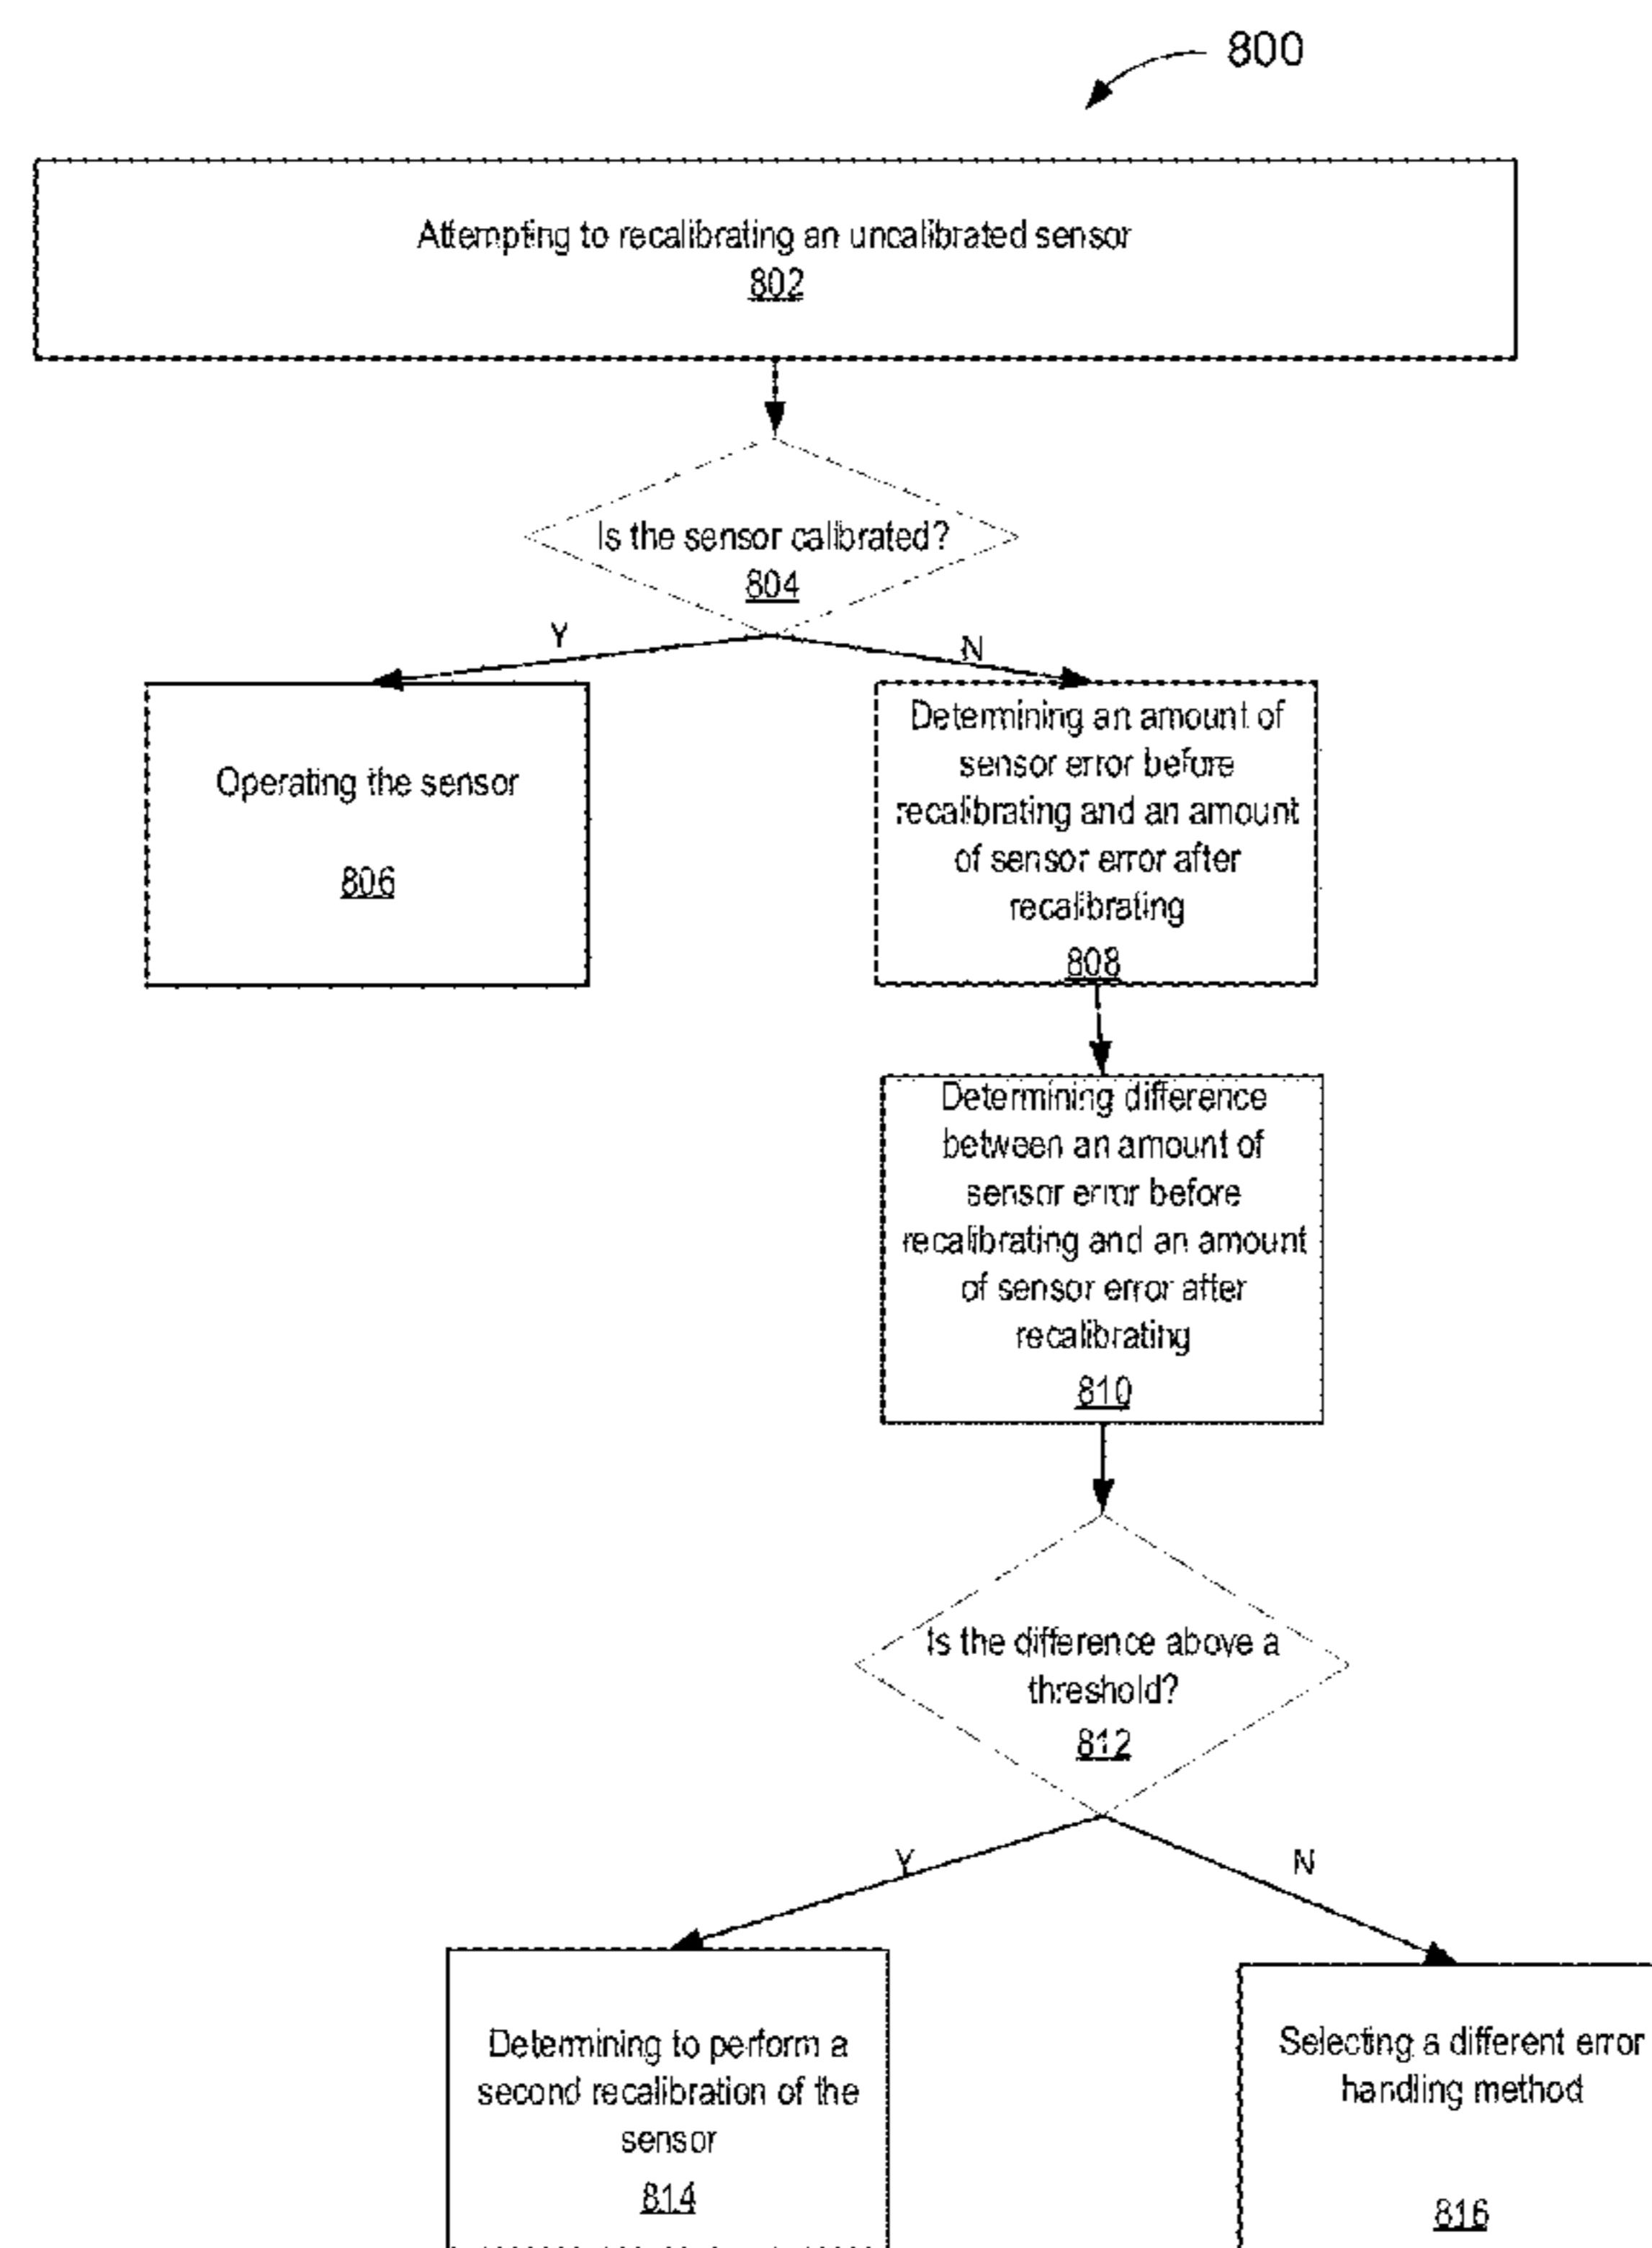 800
Attempting to recalibrating an uncalibrated sensor
802
Is the sensor calibrated?
804
Y
N
Operating the sensor
806
Determining an amount of
sensor error before
recalibrating and an amount
of sensor error after
recalibrating
808
Determining difference
between an amount of
sensor error before
recalibrating and an amount
of sensor error after
recalibrating
810
Is the difference above a
threshold?
812
Y
N
Determining to perform a
second recalibration of the
sensor
814
Selecting a different error
handling method
816